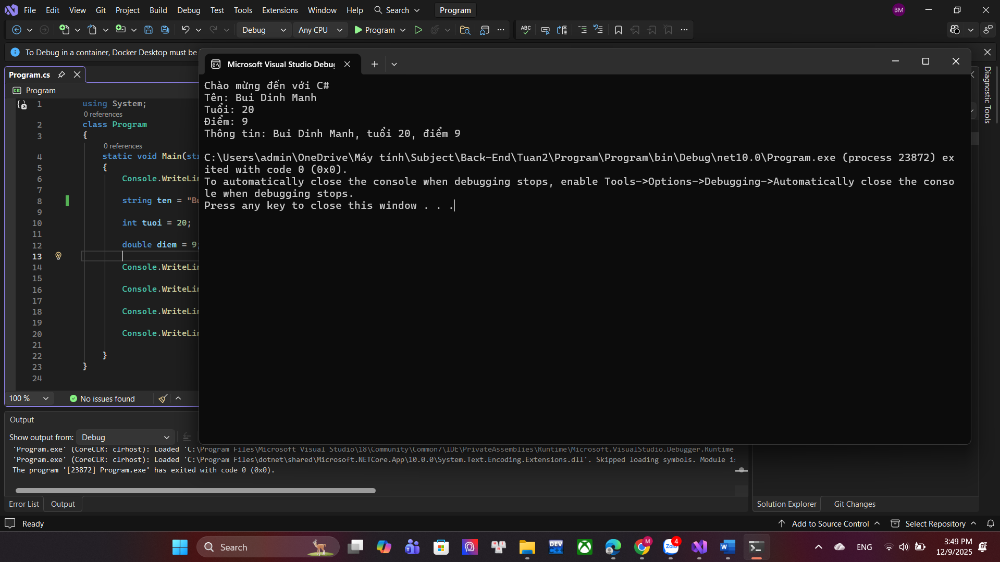 File Edit View Git Project Build Debug Test Tools Extensions Window Help Search Program BM
Debug Any CPU Program
To Debug in a container, Docker Desktop must be
Microsoft Visual Studio Debug
Program.cs
Program
Chào mừng đến với C#
Tên: Bui Dinh Manh
Tuổi: 20
Điểm: 9
Thông tin: Bui Dinh Manh, tuổi 20, điểm 9
C:\Users\admin\OneDrive\Máy tính\Subject\Back-End\Tuan2\Program\Program\bin\Debug\net10.0\Program.exe (process 23872) ex
ited with code 0 (0x0).
To automatically close the console when debugging stops, enable Tools->Options->Debugging->Automatically close the conso
le when debugging stops.
Press any key to close this window . . .
Diagnostic Tools
1 using System;
0 references
2 class Program
3 {
0 references
4 static void Main(str
5 {
6 Console.WriteLin
7
8 string ten = "Bu
9
10 int tuoi = 20;
11
12 double diem = 9;
13
14 Console.WriteLin
15
16 Console.WriteLin
17
18 Console.WriteLin
19
20 Console.WriteLin
21
22 }
23 }
24
100 % No issues found
Output
Show output from: Debug
'Program.exe' (CoreCLR: clrhost): Loaded 'C:\Program Files\Microsoft Visual Studio\18\Community\Common7\IDE\PrivateAssemblies\Runtime\Microsoft.VisualStudio.Debugger.Runtime
'Program.exe' (CoreCLR: clrhost): Loaded 'C:\Program Files\dotnet\shared\Microsoft.NETCore.App\10.0.0\System.Text.Encoding.Extensions.dll'. Skipped loading symbols. Module is
The program '[23872] Program.exe' has exited with code 0 (0x0).
Error List Output
Solution Explorer Git Changes
Ready
Add to Source Control Select Repository
Search
DEV
Zalo
4
M
ENG
3:49 PM
12/9/2025